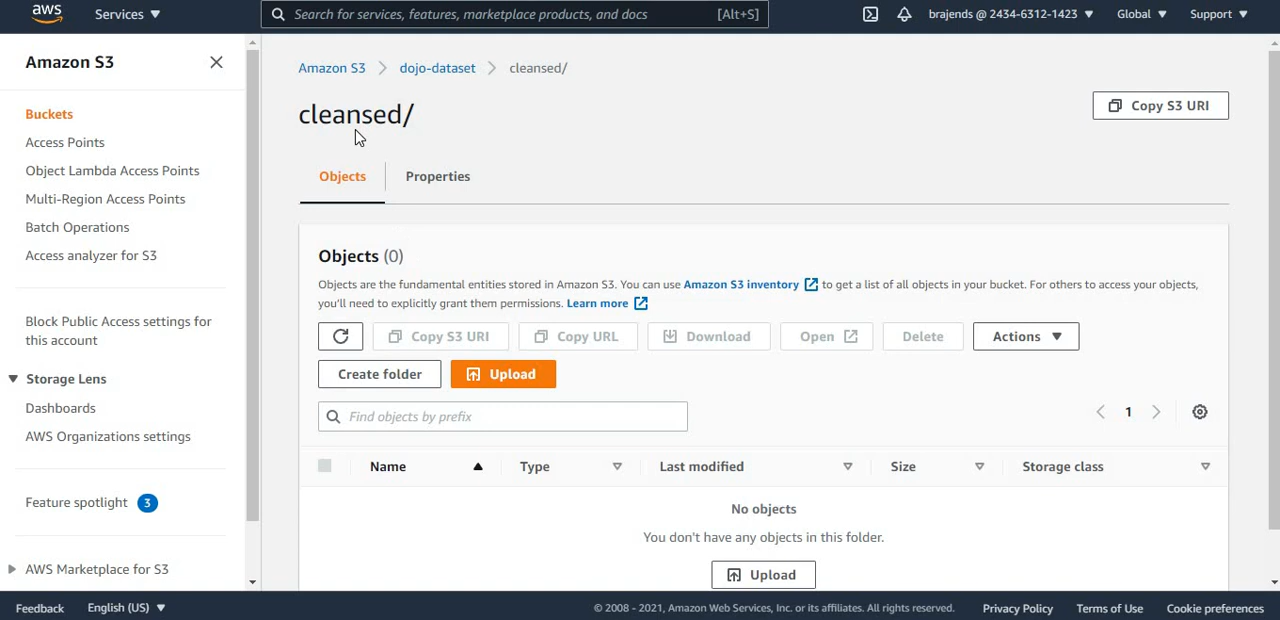 aws
Services
Search for services, features, marketplace products, and docs [Alt+S]
brajends @ 2434-6312-1423
Global
Support
Amazon S3
Buckets
Access Points
Object Lambda Access Points
Multi-Region Access Points
Batch Operations
Access analyzer for S3
Block Public Access settings for
this account
Storage Lens
Dashboards
AWS Organizations settings
Feature spotlight 3
AWS Marketplace for S3
Amazon S3 > dojo-dataset > cleansed/
cleansed/
Copy S3 URI
Objects
Properties
Objects (0)
Objects are the fundamental entities stored in Amazon S3. You can use Amazon S3 inventory to get a list of all objects in your bucket. For others to access your objects,
you'll need to explicitly grant them permissions. Learn more
Copy S3 URI
Copy URL
Download
Open
Delete
Actions
Create folder
Upload
Find objects by prefix
1
Name
Type
Last modified
Size
Storage class
No objects
You don't have any objects in this folder.
Upload
Feedback
English (US)
© 2008 - 2021, Amazon Web Services, Inc. or its affiliates. All rights reserved.
Privacy Policy
Terms of Use
Cookie preferences